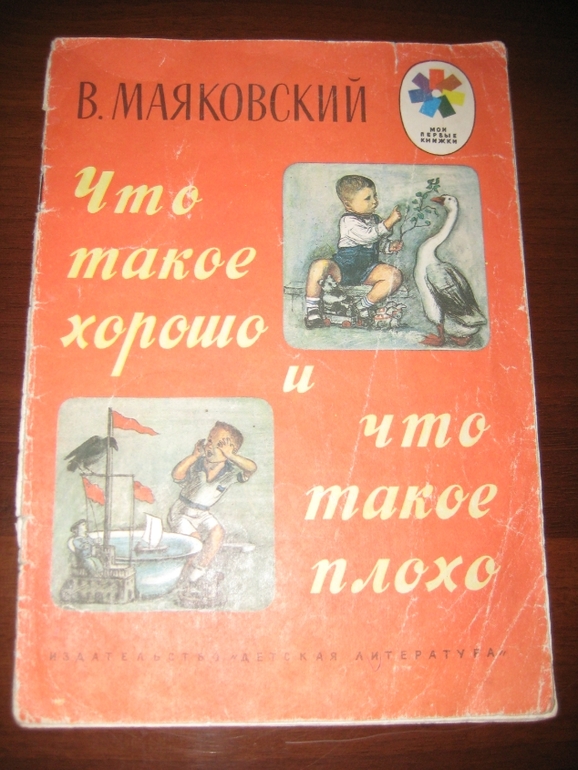 В. МАЯКОВСКИЙ
МОИ
ПЕРВЫЕ
КНИЖКИ
Что
такое
хорошо
и
что
такое
плохо
ИЗДАТЕЛЬСТВО «ДЕТСКАЯ ЛИТЕРАТУРА»